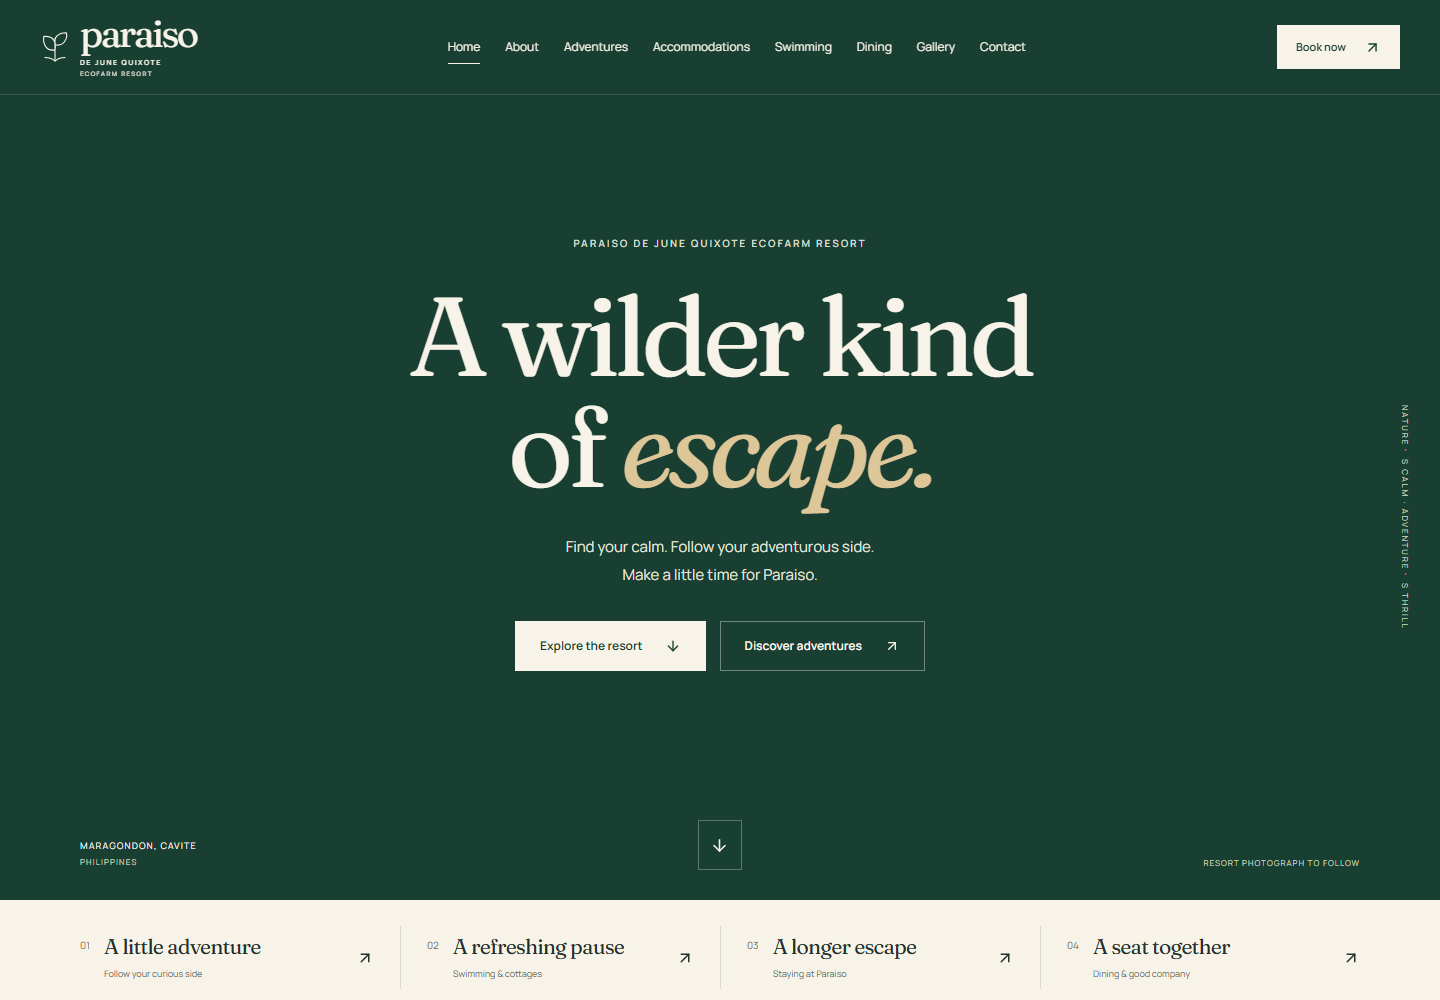 paraiso
DE JUNE QUIXOTE
ECOFARM RESORT
Home About Adventures Accommodations Swimming Dining Gallery Contact
Book now
PARAISO DE JUNE QUIXOTE ECOFARM RESORT
A wilder kind
of escape.
Find your calm. Follow your adventurous side.
Make a little time for Paraiso.
Explore the resort
Discover adventures
NATURE · S CALM · ADVENTURE · S THRILL
MARAGONDON, CAVITE
PHILIPPINES
RESORT PHOTOGRAPH TO FOLLOW
01 A little adventure
Follow your curious side
02 A refreshing pause
Swimming & cottages
03 A longer escape
Staying at Paraiso
04 A seat together
Dining & good company